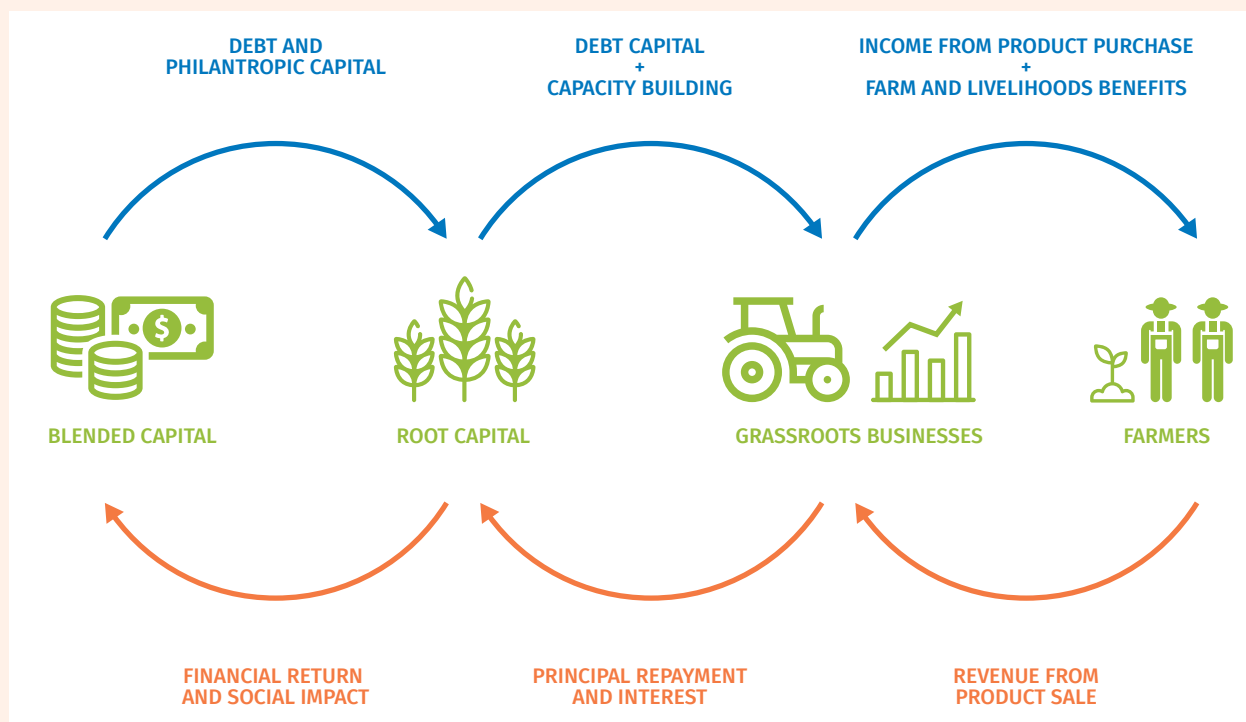 DEBT AND
PHILANTROPIC CAPITAL
DEBT CAPITAL
+
CAPACITY BUILDING
INCOME FROM PRODUCT PURCHASE
+
FARM AND LIVELIHOODS BENEFITS
$
BLENDED CAPITAL
ROOT CAPITAL
GRASSROOTS BUSINESSES
FARMERS
FINANCIAL RETURN
AND SOCIAL IMPACT
PRINCIPAL REPAYMENT
AND INTEREST
REVENUE FROM
PRODUCT SALE